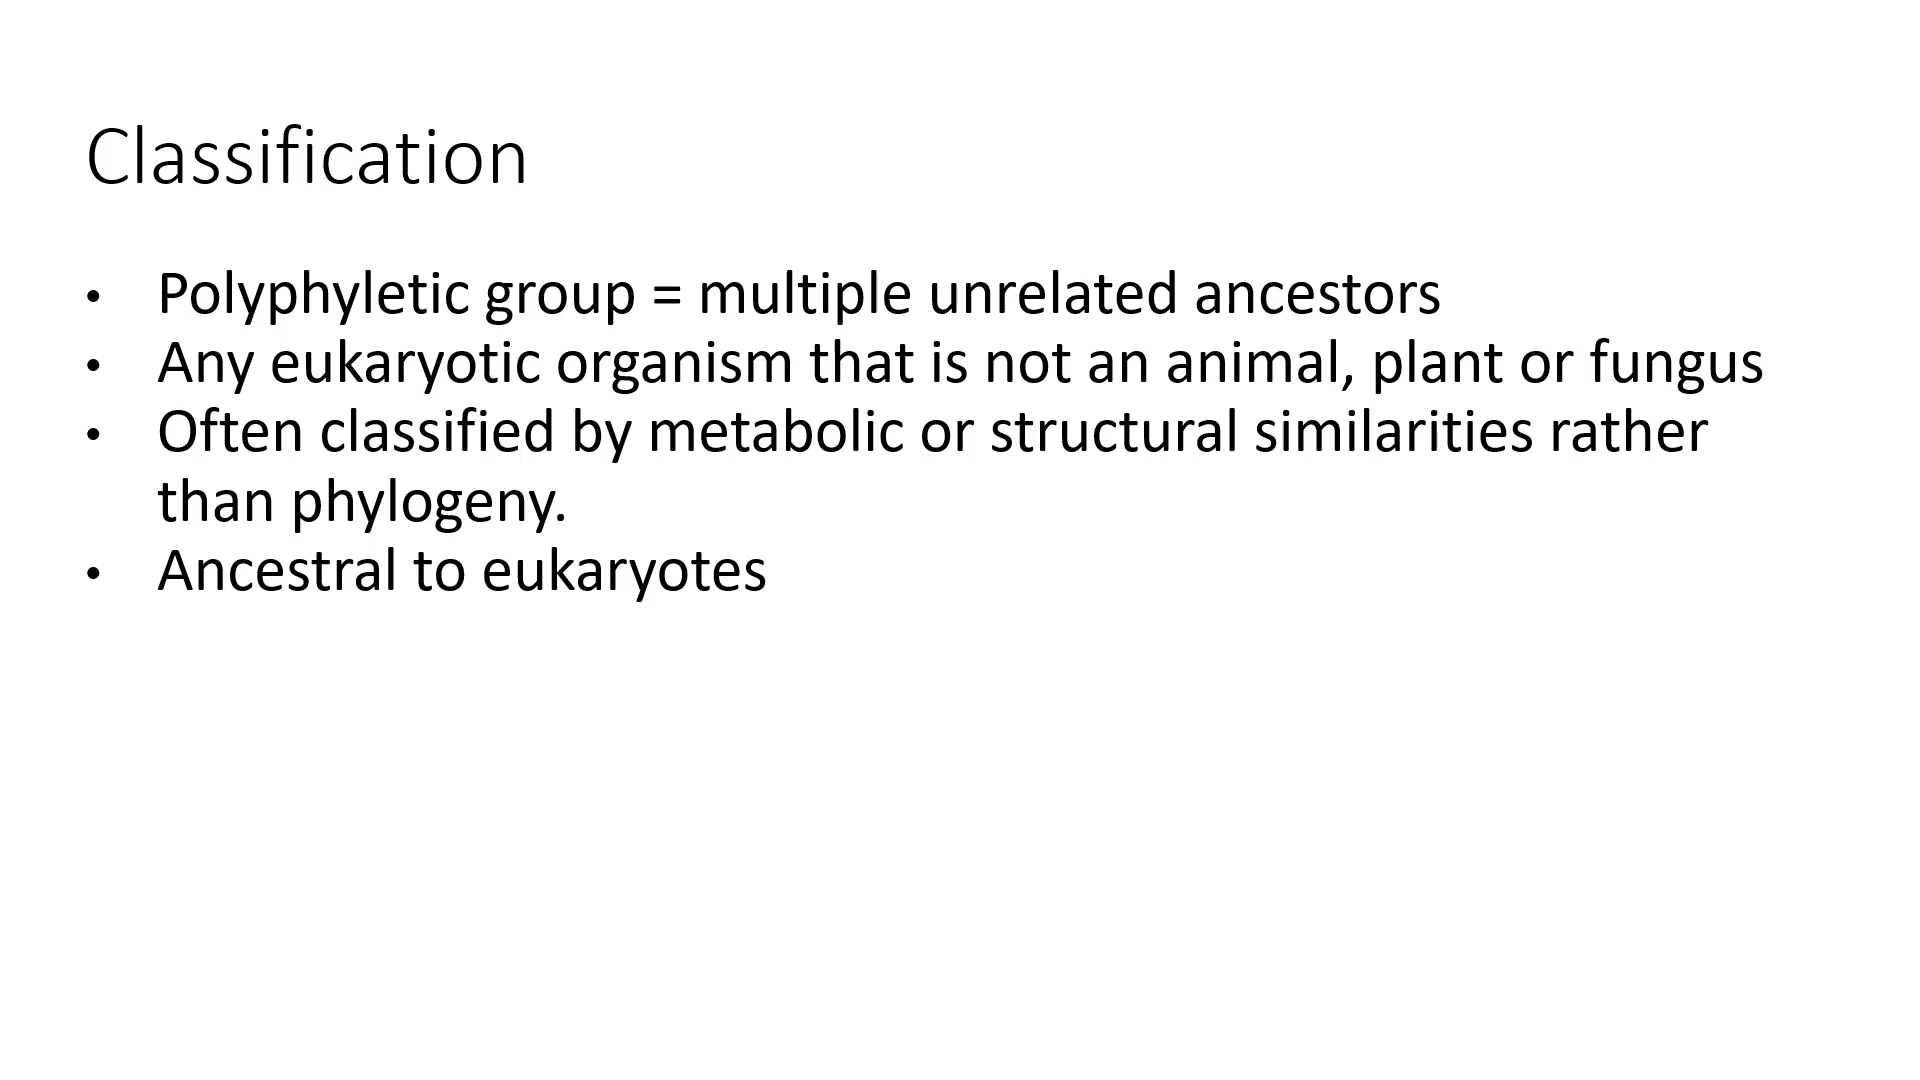 Classification
• Polyphyletic group = multiple unrelated ancestors
• Any eukaryotic organism that is not an animal, plant or fungus
• Often classified by metabolic or structural similarities rather
than phylogeny.
• Ancestral to eukaryotes